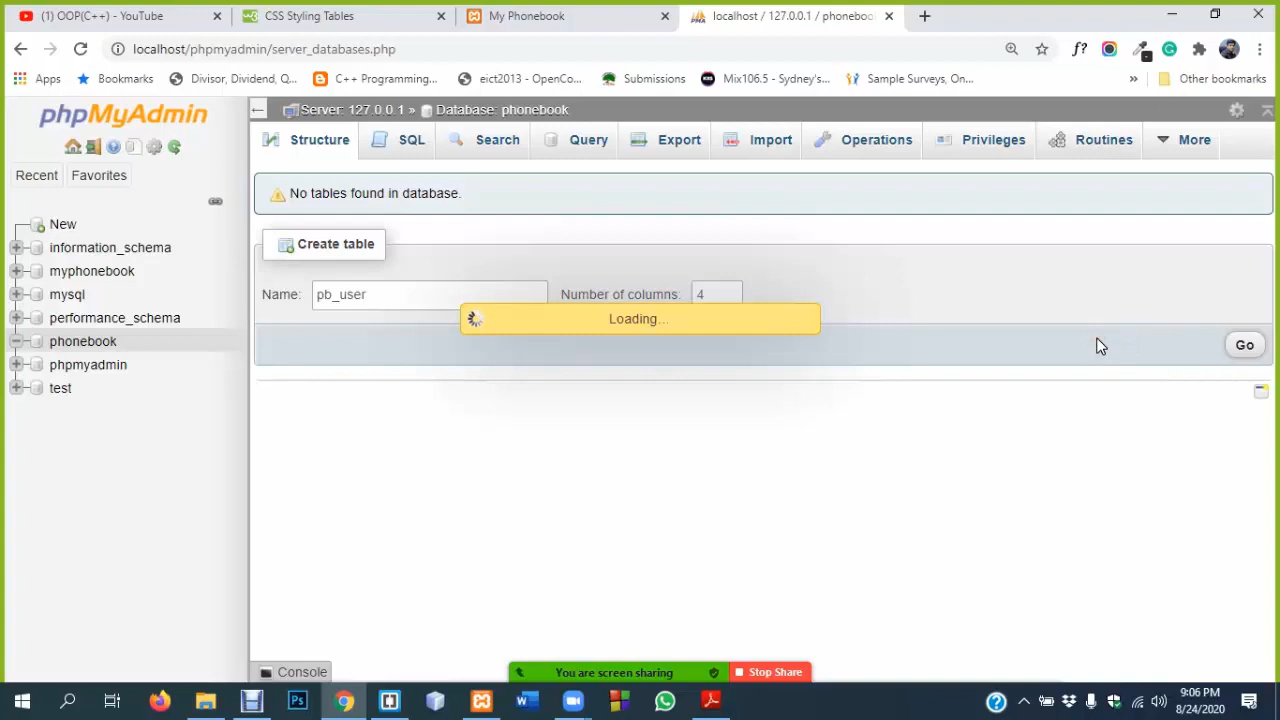 (1) OOP(C++) - YouTube
CSS Styling Tables
My Phonebook
localhost / 127.0.0.1 / phoneboo
localhost/phpmyadmin/server_databases.php
Apps
Bookmarks
Divisor, Dividend, Q...
C++ Programming...
eict2013 - OpenCo...
Submissions
Mix106.5 - Sydney's...
Sample Surveys, On...
Other bookmarks
phpMyAdmin
Recent
Favorites
New
information_schema
myphonebook
mysql
performance_schema
phonebook
phpmyadmin
test
Server: 127.0.0.1 » Database: phonebook
Structure
SQL
Search
Query
Export
Import
Operations
Privileges
Routines
More
No tables found in database.
Create table
Name: pb_user
Number of columns: 4
Loading...
Go
Console
You are screen sharing
Stop Share
9:06 PM
8/24/2020